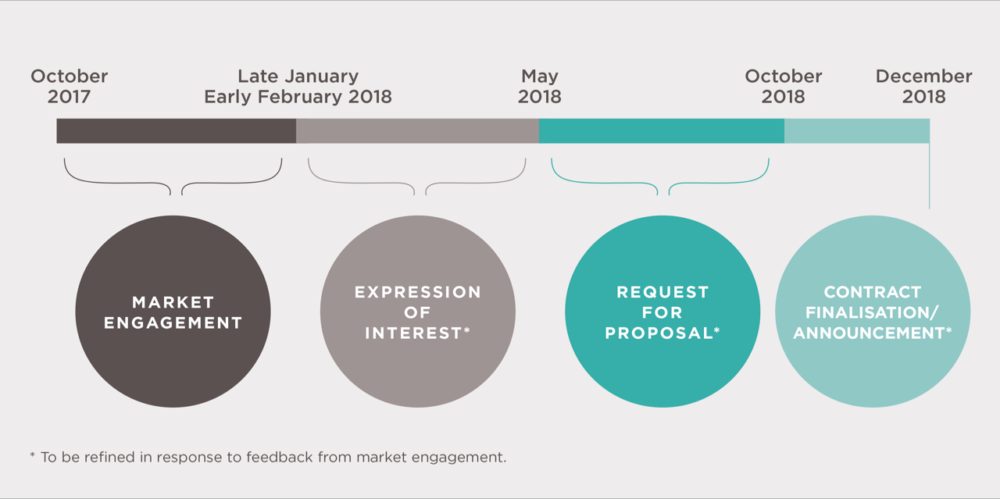 October
2017
Late January
Early February 2018
May
2018
October
2018
December
2018
MARKET
ENGAGEMENT
EXPRESSION
OF
INTEREST*
REQUEST
FOR
PROPOSAL*
CONTRACT
FINALISATION/
ANNOUNCEMENT*
* To be refined in response to feedback from market engagement.